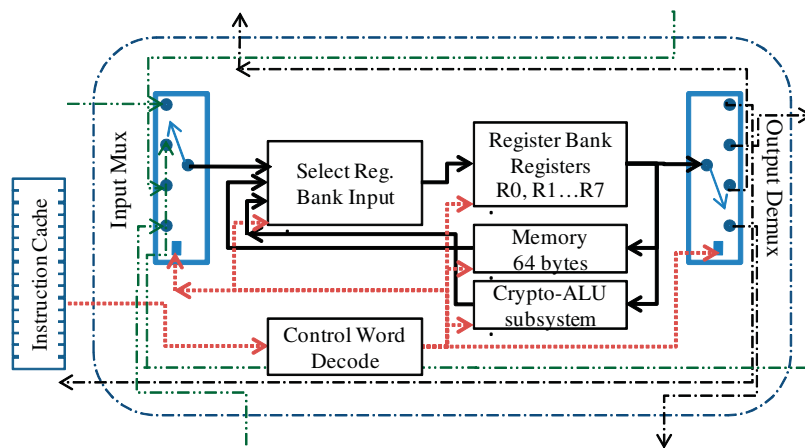 Instruction Cache
Input Mux
Select Reg.
Bank Input
Register Bank
Registers
R0, R1…R7
Memory
64 bytes
Crypto-ALU
subsystem
Control Word
Decode
Output Demux